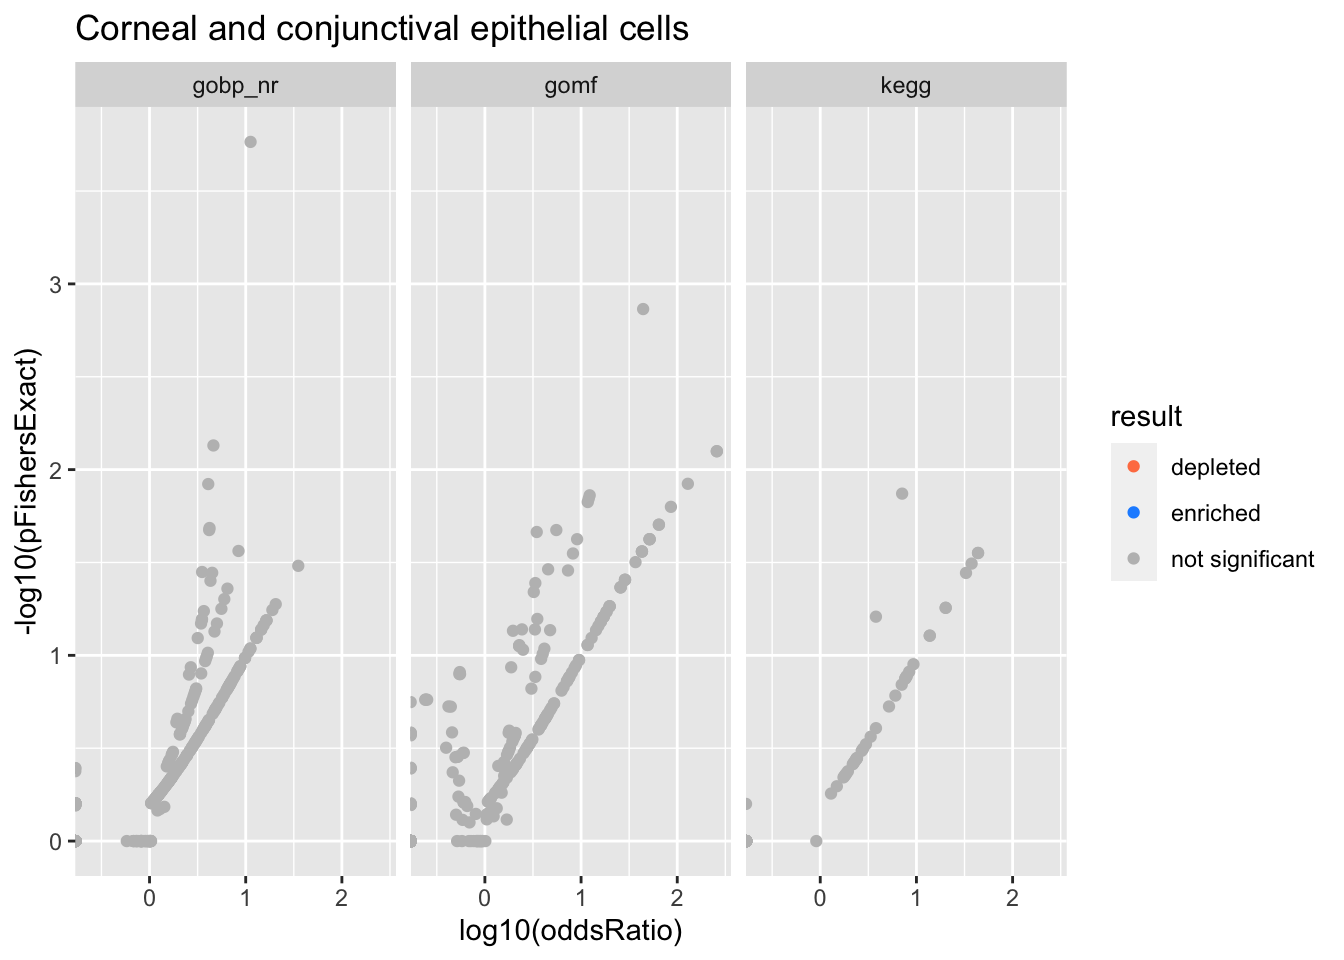 Corneal and conjunctival epithelial cells
gobp_nr
gomf
kegg
-log10(pFishersExact)
3
2
1
0
0 1 2
0 1 2
0 1 2
log10(oddsRatio)
result
depleted
enriched
not significant